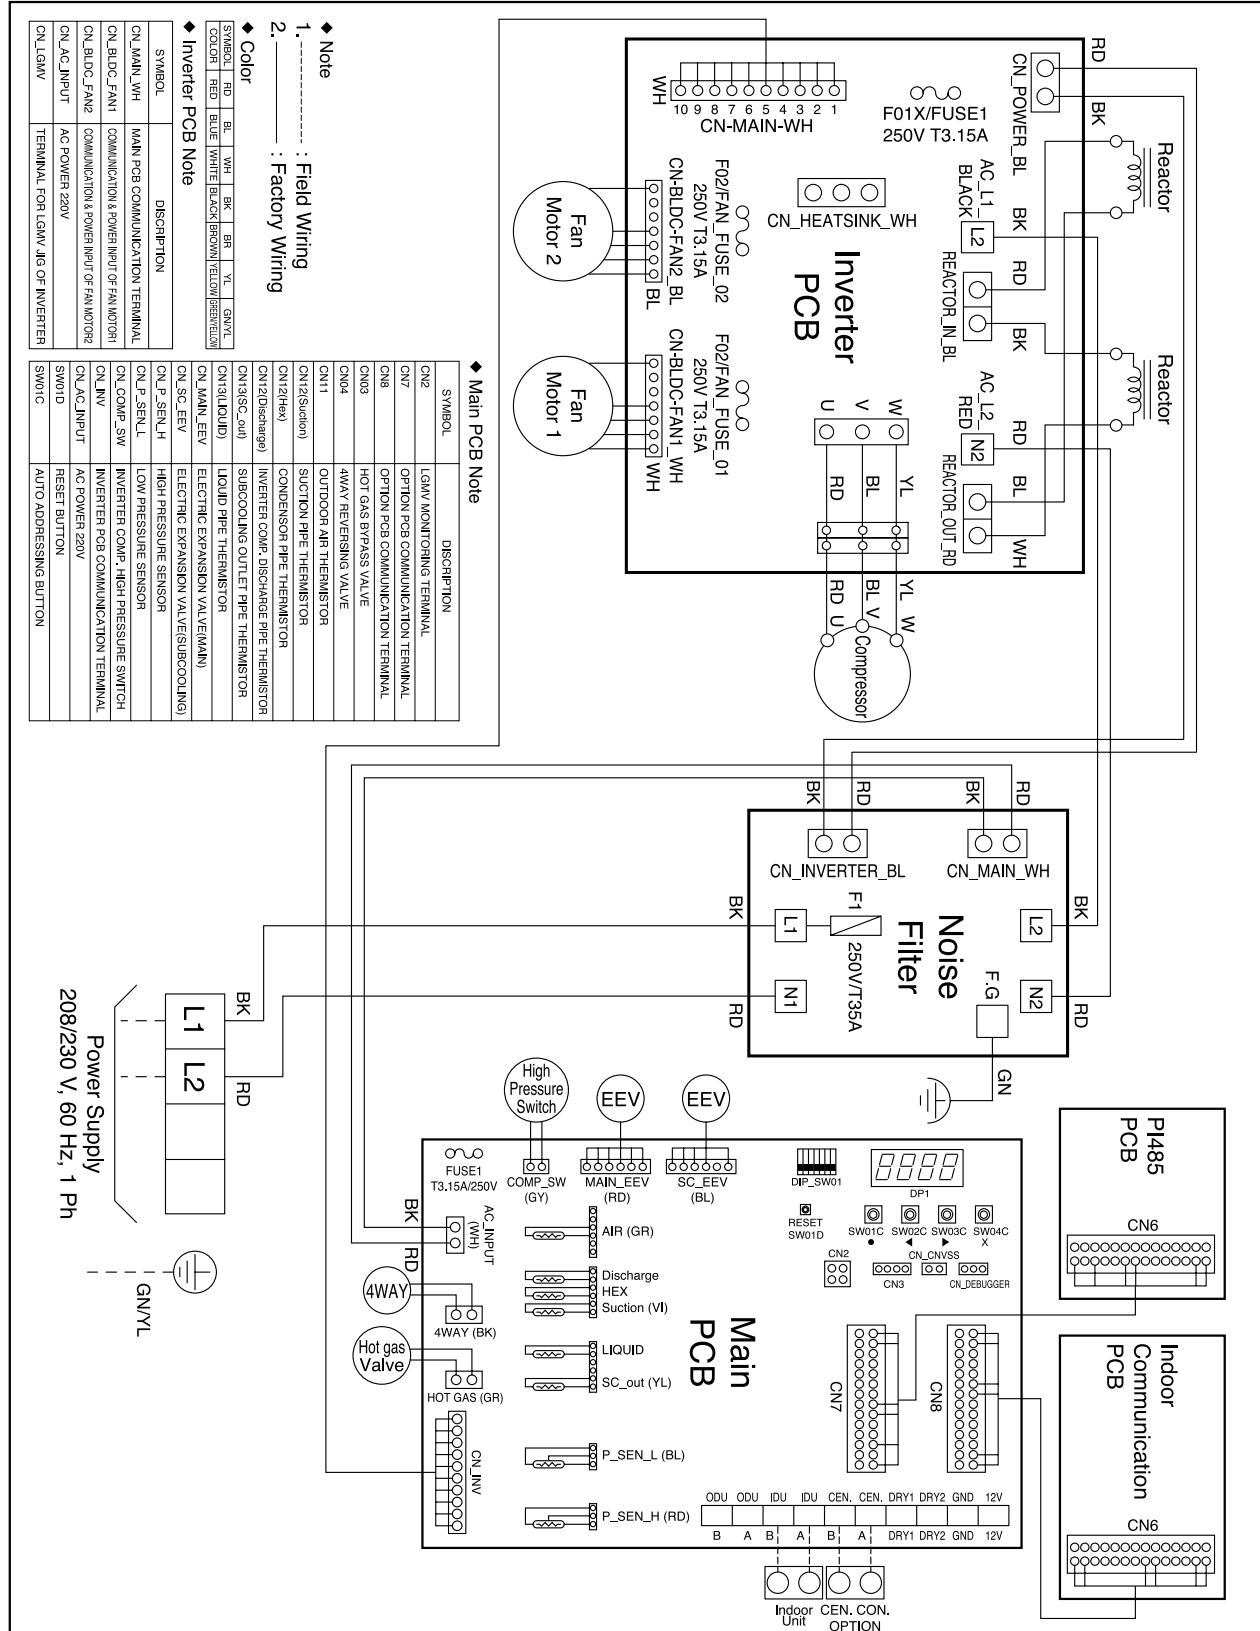 ◆ Note
1.---------- : Field Wiring
2.———— : Factory Wiring
◆ Color
SYMBOL RD BL WH BK BR YL GN/YL
COLOR RED BLUE WHITE BLACK BROWN YELLOW GREEN/YELLOW
◆ Inverter PCB Note
SYMBOL DISCRIPTION
CN_MAIN_WH MAIN PCB COMMUNICATION TERMINAL
CN_BLDC_FAN1 COMMUNICATION & POWER INPUT OF FAN MOTOR1
CN_BLDC_FAN2 COMMUNICATION & POWER INPUT OF FAN MOTOR2
CN_AC_INPUT AC POWER 220V
CN_LGMV TERMINAL FOR LGMV JIG OF INVERTER
◆ Main PCB Note
SYMBOL DISCRIPTION
CN2 LGMV MONITORING TERMINAL
CN7 OPTION PCB COMMUNICATION TERMINAL
CN8 OPTION PCB COMMUNICATION TERMINAL
CN03 HOT GAS BYPASS VALVE
CN04 4WAY REVERSING VALVE
CN11 OUTDOOR AIR THERMISTOR
CN12(Suction) SUCTION PIPE THERMISTOR
CN12(Hex) CONDENSOR PIPE THERMISTOR
CN12(Discharge) INVERTER COMP. DISCHARGE PIPE THERMISTOR
CN13(SC_out) SUBCOOLING OUTLET PIPE THERMISTOR
CN13(LIQUID) LIQUID PIPE THERMISTOR
CN_MAIN_EEV ELECTRIC EXPANSION VALVE(MAIN)
CN_SC_EEV ELECTRIC EXPANSION VALVE(SUBCOOLING)
CN_P_SEN_H HIGH PRESSURE SENSOR
CN_P_SEN_L LOW PRESSURE SENSOR
CN_COMP_SW INVERTER COMP. HIGH PRESSURE SWITCH
CN_INV INVERTER PCB COMMUNICATION TERMINAL
CN_AC_INPUT AC POWER 220V
SW01D RESET BUTTON
SW01C AUTO ADDRESSING BUTTON
Inverter
PCB
WH
10 9 8 7 6 5 4 3 2 1
CN-MAIN-WH
F01X/FUSE1
250V T3.15A
CN_POWER_BL
RD
BK
CN_HEATSINK_WH
F02/FAN_FUSE_02
250V T3.15A
CN-BLDC-FAN2_BL
BL
Fan
Motor 2
F02/FAN_FUSE_01
250V T3.15A
CN-BLDC-FAN1_WH
WH
Fan
Motor 1
Reactor
Reactor
AC_L1_
BLACK
L2
BK
RD
BK
REACTOR_IN_BL
AC_L2_
RED
N2
RD
BL
WH
REACTOR_OUT_RD
U V W
RD BL YL
RD BL YL
U V W
Compressor
BK
RD
BK
RD
CN_INVERTER_BL
CN_MAIN_WH
Noise
Filter
F1
250V/T35A
L1
N1
BK
RD
L2
N2
BK
RD
F.G
GN
BK
RD
L1
L2
Power Supply
208/230 V, 60 Hz, 1 Ph
GN/YL
Main
PCB
High
Pressure
Switch
EEV
EEV
FUSE1
T3.15A/250V
COMP_SW
(GY)
MAIN_EEV
(RD)
SC_EEV
(BL)
DIP_SW01
DP1
RESET
SW01D
SW01C SW02C SW03C SW04C
● ◀ ▶ X
CN2
CN3
CN_CNVSS
CN_DEBUGGER
BK
RD
AC_INPUT
(WH)
4WAY
4WAY (BK)
Hot gas
Valve
HOT GAS (GR)
CN_INV
AIR (GR)
Discharge
HEX
Suction (VI)
LIQUID
SC_out (YL)
P_SEN_L (BL)
P_SEN_H (RD)
CN7
CN8
ODU ODU IDU IDU CEN. CEN. DRY1 DRY2 GND 12V
B A B A B A DRY1 DRY2 GND 12V
Indoor
Unit
CEN. CON.
OPTION
PI485
PCB
CN6
Indoor
Communication
PCB
CN6